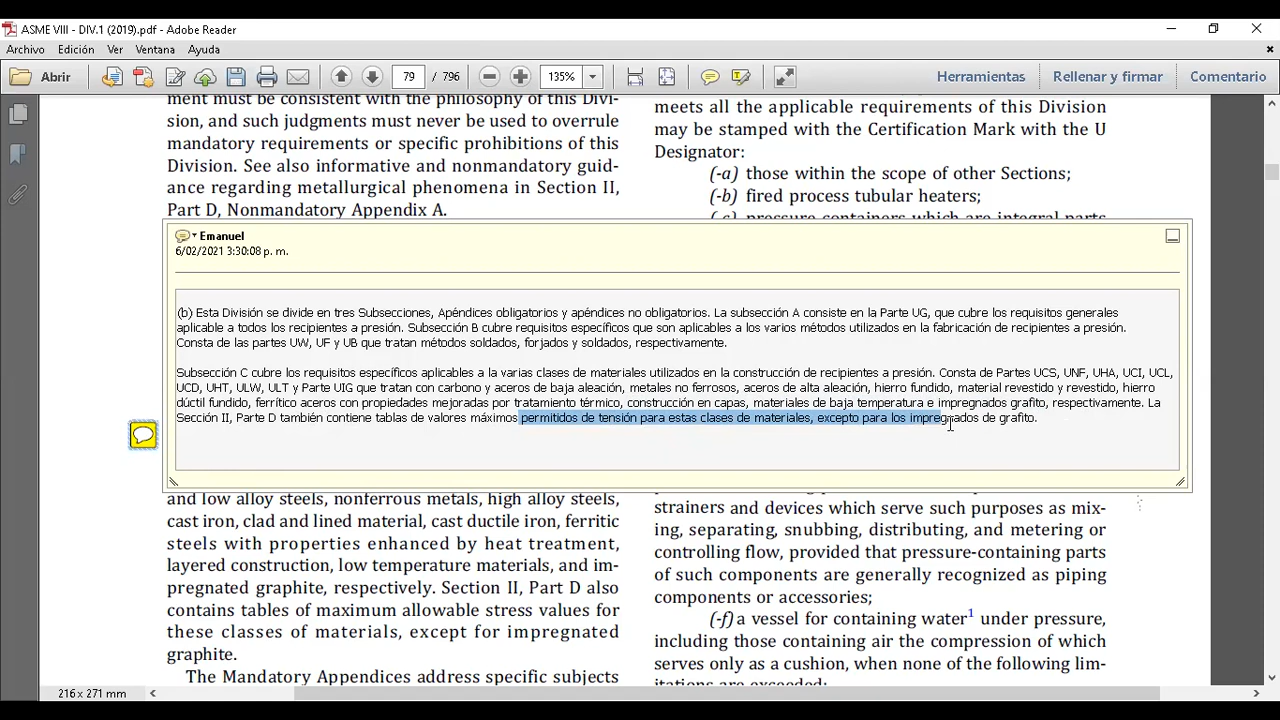 ASME VIII - DIV.1 (2019).pdf - Adobe Reader
Archivo Edición Ver Ventana Ayuda
Abrir 79 / 796 135% Herramientas Rellenar y firmar Comentario
ment must be consistent with the philosophy of this Divi-
sion, and such judgments must never be used to overrule
mandatory requirements or specific prohibitions of this
Division. See also informative and nonmandatory guid-
ance regarding metallurgical phenomena in Section II,
Part D, Nonmandatory Appendix A.
meets all the applicable requirements of this Division
may be stamped with the Certification Mark with the U
Designator:
(-a) those within the scope of other Sections;
(-b) fired process tubular heaters;
(-c) pressure containers which are integral parts
Emanuel
6/02/2021 3:30:08 p. m.
(b) Esta División se divide en tres Subsecciones, Apéndices obligatorios y apéndices no obligatorios. La subsección A consiste en la Parte UG, que cubre los requisitos generales
aplicable a todos los recipientes a presión. Subsección B cubre requisitos específicos que son aplicables a los varios métodos utilizados en la fabricación de recipientes a presión.
Consta de las partes UW, UF y UB que tratan métodos soldados, forjados y soldados, respectivamente.
Subsección C cubre los requisitos específicos aplicables a la varias clases de materiales utilizados en la construcción de recipientes a presión. Consta de Partes UCS, UNF, UHA, UCI, UCL,
UCD, UHT, ULW, ULT y Parte UIG que tratan con carbono y aceros de baja aleación, metales no ferrosos, aceros de alta aleación, hierro fundido, material revestido y revestido, hierro
dúctil fundido, ferrítico aceros con propiedades mejoradas por tratamiento térmico, construcción en capas, materiales de baja temperatura e impregnados grafito, respectivamente. La
Sección II, Parte D también contiene tablas de valores máximos permitidos de tensión para estas clases de materiales, excepto para los impregnados de grafito.
and low alloy steels, nonferrous metals, high alloy steels,
cast iron, clad and lined material, cast ductile iron, ferritic
steels with properties enhanced by heat treatment,
layered construction, low temperature materials, and im-
pregnated graphite, respectively. Section II, Part D also
contains tables of maximum allowable stress values for
these classes of materials, except for impregnated
graphite.
The Mandatory Appendices address specific subjects
strainers and devices which serve such purposes as mix-
ing, separating, snubbing, distributing, and metering or
controlling flow, provided that pressure-containing parts
of such components are generally recognized as piping
components or accessories;
(-f) a vessel for containing water1 under pressure,
including those containing air the compression of which
serves only as a cushion, when none of the following lim-
itations are exceeded:
216 x 271 mm